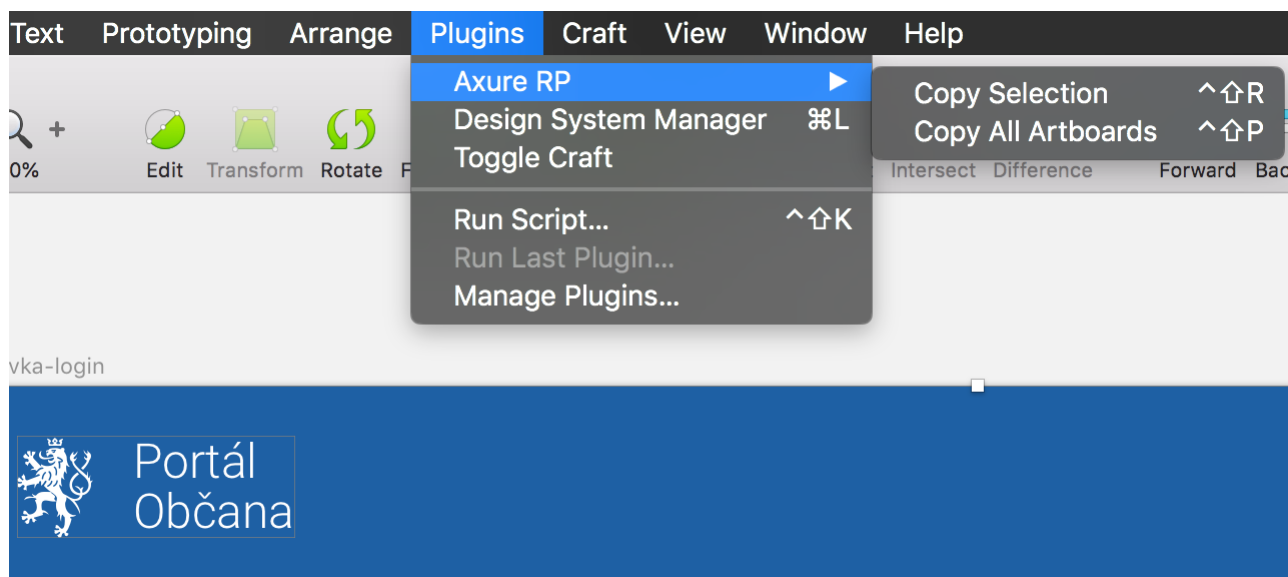 Text Prototyping Arrange Plugins Craft View Window Help
Axure RP ▶
Copy Selection ^⇧R
Design System Manager ⌘L
Copy All Artboards ^⇧P
Toggle Craft
0% Edit Transform Rotate F Intersect Difference Forward Bac
Run Script... ^⇧K
Run Last Plugin...
Manage Plugins...
vka-login
Portál
Občana